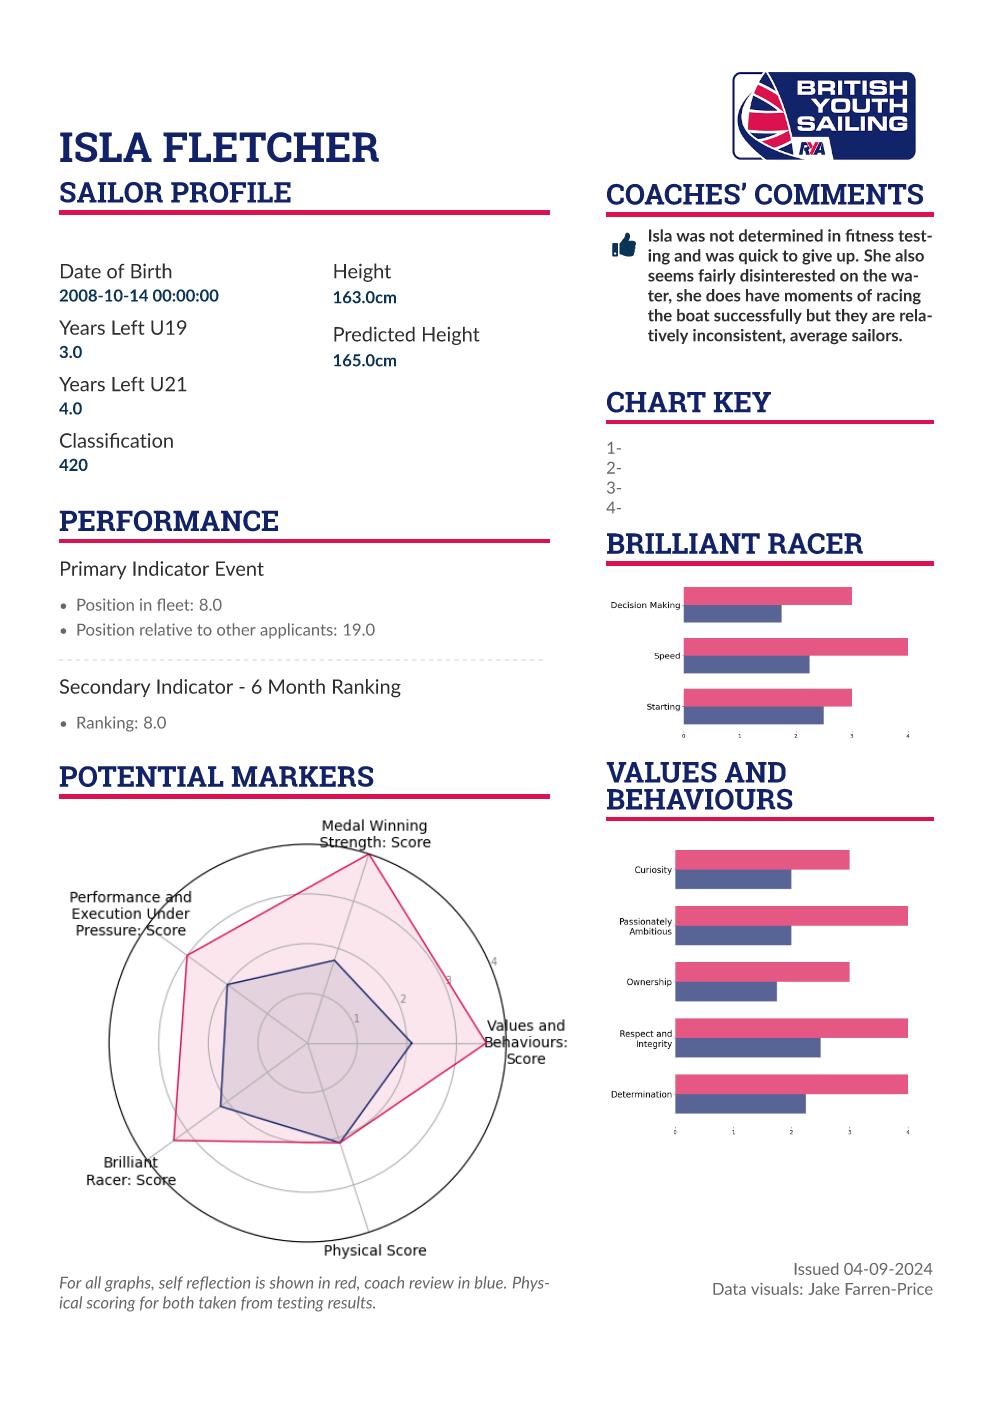 BRITISH
YOUTH
SAILING
RYA
ISLA FLETCHER
SAILOR PROFILE
Date of Birth
2008-10-14 00:00:00
Years Left U19
3.0
Years Left U21
4.0
Classification
420
Height
163.0cm
Predicted Height
165.0cm
PERFORMANCE
Primary Indicator Event
• Position in fleet: 8.0
• Position relative to other applicants: 19.0
Secondary Indicator - 6 Month Ranking
• Ranking: 8.0
POTENTIAL MARKERS
Medal Winning
Strength: Score
Performance and
Execution Under
Pressure: Score
4
3
2
1
Values and
Behaviours:
Score
Brilliant
Racer: Score
Physical Score
For all graphs, self reflection is shown in red, coach review in blue. Phys-
ical scoring for both taken from testing results.
COACHES’ COMMENTS
Isla was not determined in fitness test-
ing and was quick to give up. She also
seems fairly disinterested on the wa-
ter, she does have moments of racing
the boat successfully but they are rela-
tively inconsistent, average sailors.
CHART KEY
1-
2-
3-
4-
BRILLIANT RACER
Decision Making
Speed
Starting
0 1 2 3 4
VALUES AND
BEHAVIOURS
Curiosity
Passionately
Ambitious
Ownership
Respect and
Integrity
Determination
0 1 2 3 4
Issued 04-09-2024
Data visuals: Jake Farren-Price